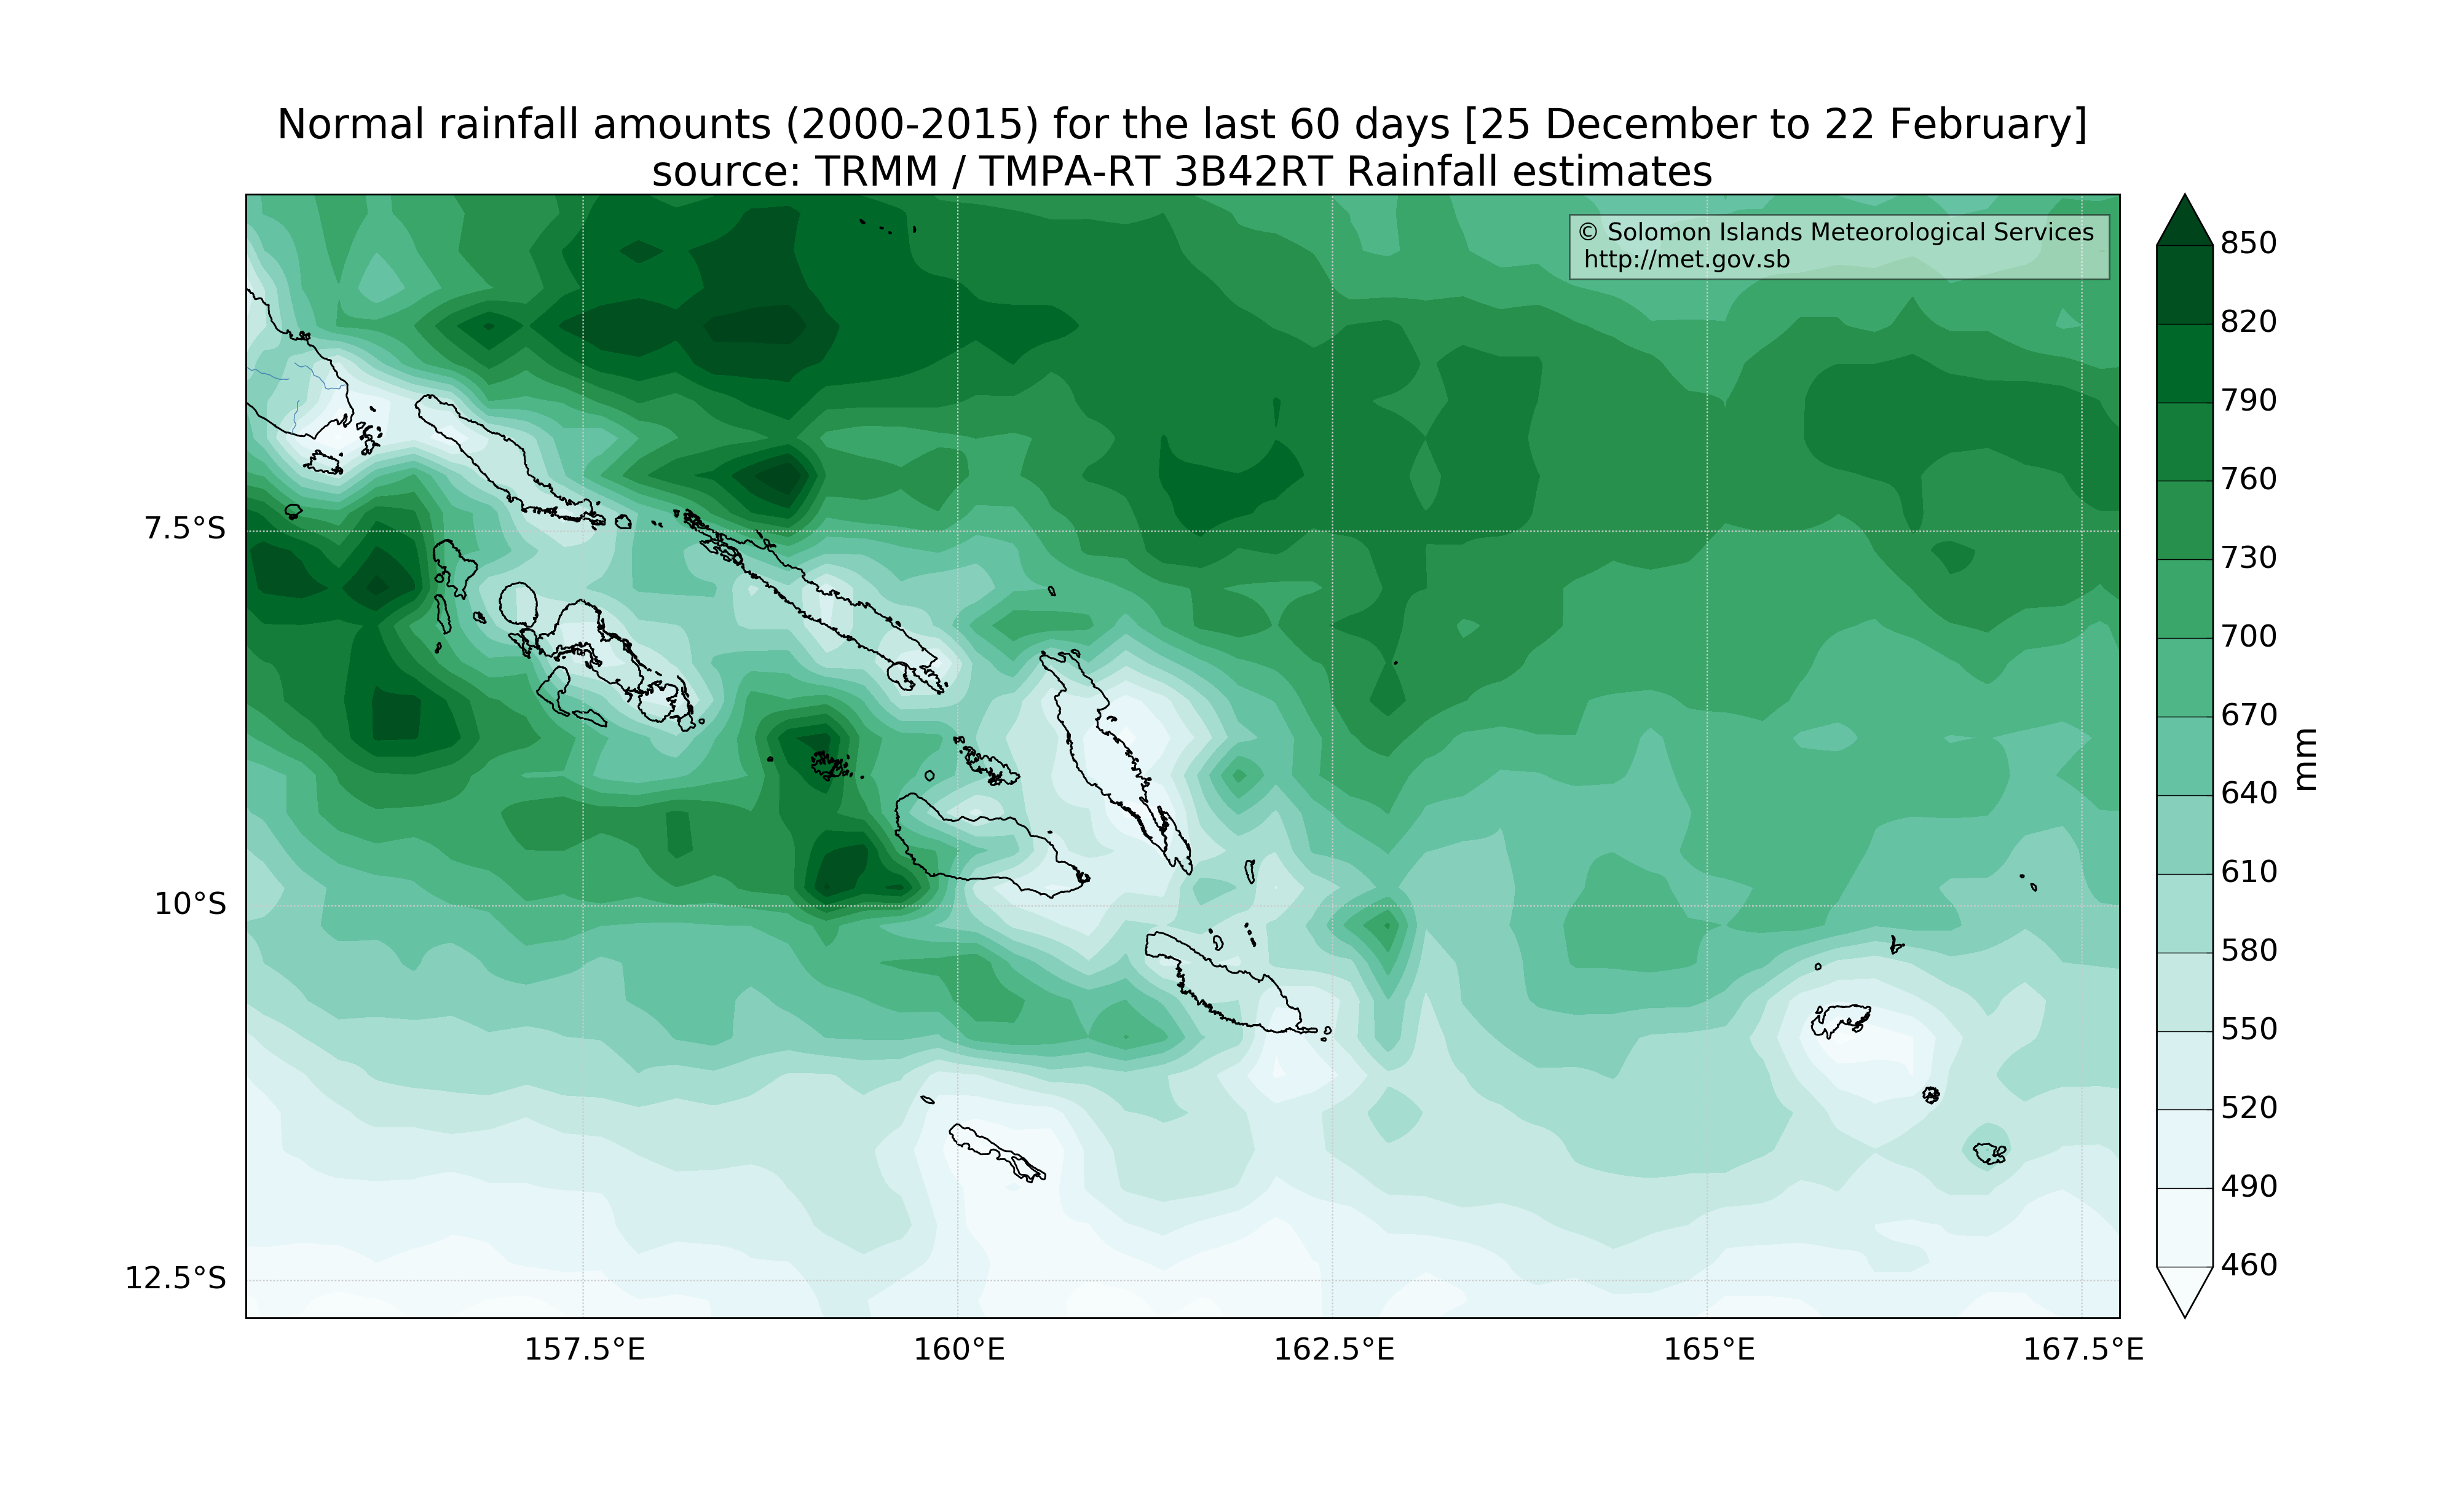 Normal rainfall amounts (2000-2015) for the last 60 days [25 December to 22 February]
source: TRMM / TMPA-RT 3B42RT Rainfall estimates
© Solomon Islands Meteorological Services
http://met.gov.sb
7.5°S
10°S
12.5°S
157.5°E
160°E
162.5°E
165°E
167.5°E
850
820
790
760
730
700
670
640
610
580
550
520
490
460
mm